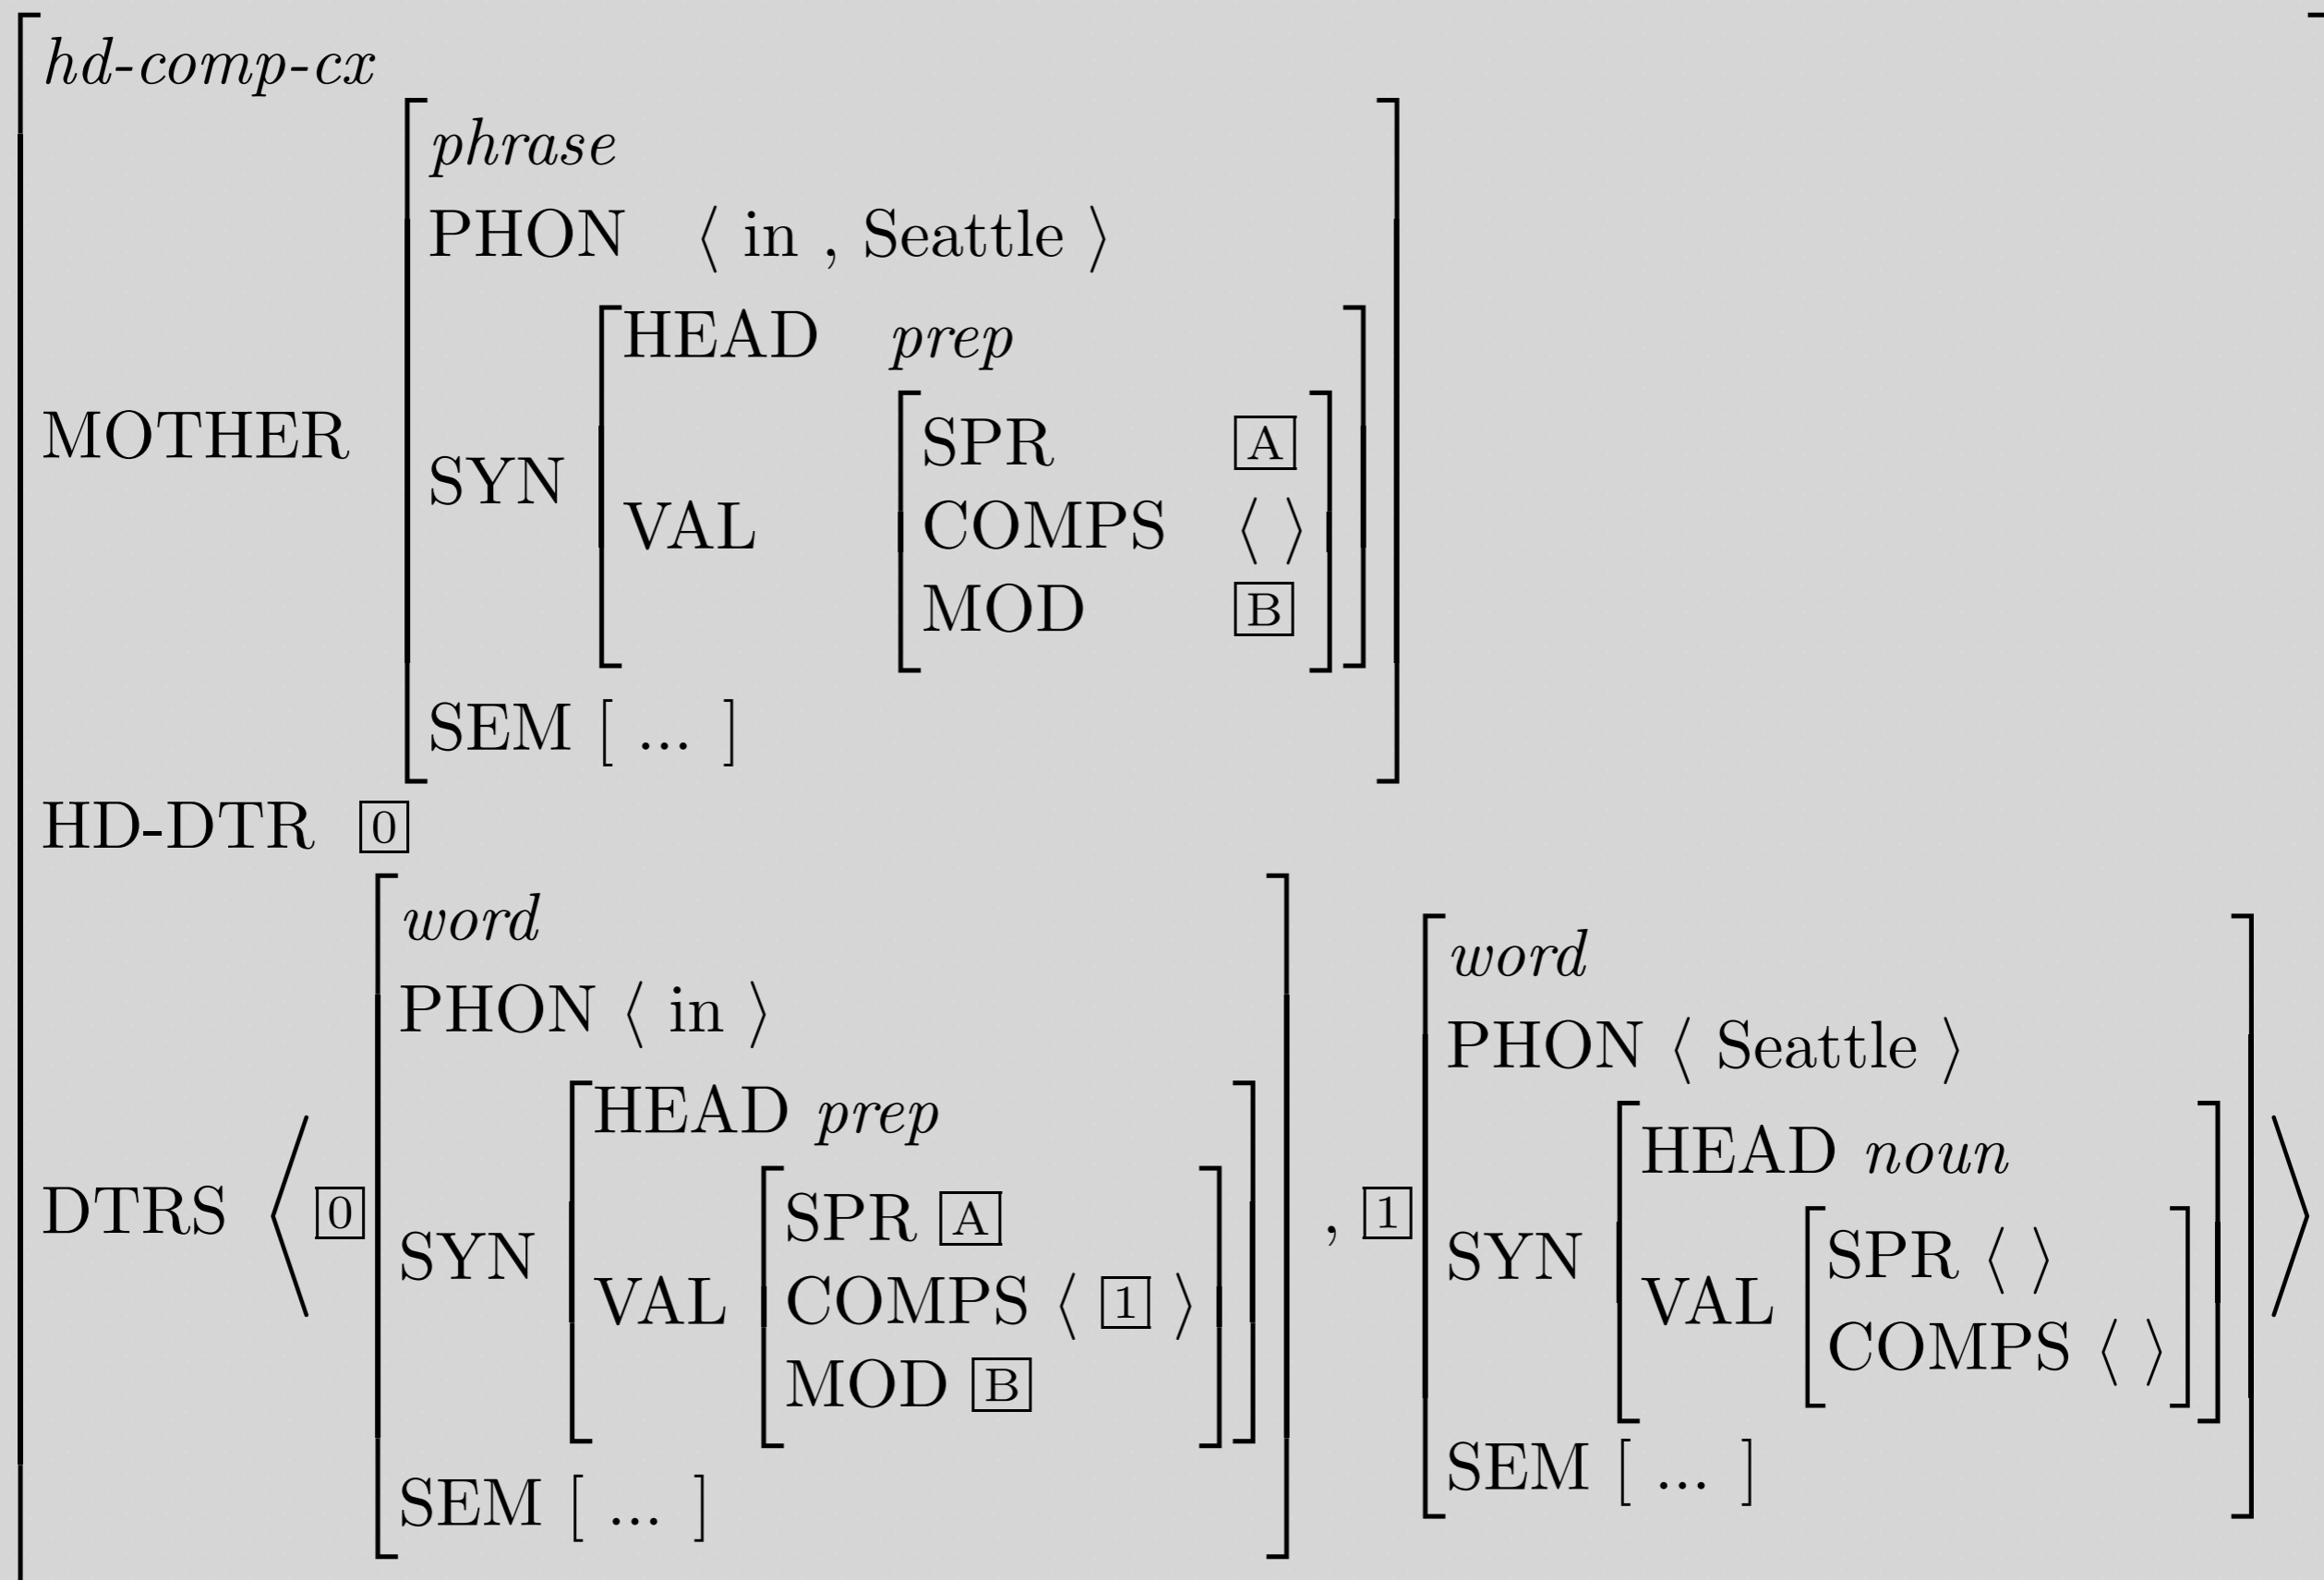 hd-comp-cx
phrase
PHON ⟨ in , Seattle ⟩
HEAD prep
SPR A
MOTHER
SYN
VAL
COMPS ⟨ ⟩
MOD B
SEM [ ... ]
HD-DTR 0
word
PHON ⟨ in ⟩
HEAD prep
SPR A
DTRS ⟨ 0
SYN
VAL
COMPS ⟨ 1 ⟩
MOD B
SEM [ ... ]
, 1
word
PHON ⟨ Seattle ⟩
HEAD noun
SYN
SPR ⟨ ⟩
VAL
COMPS ⟨ ⟩
SEM [ ... ]
⟩